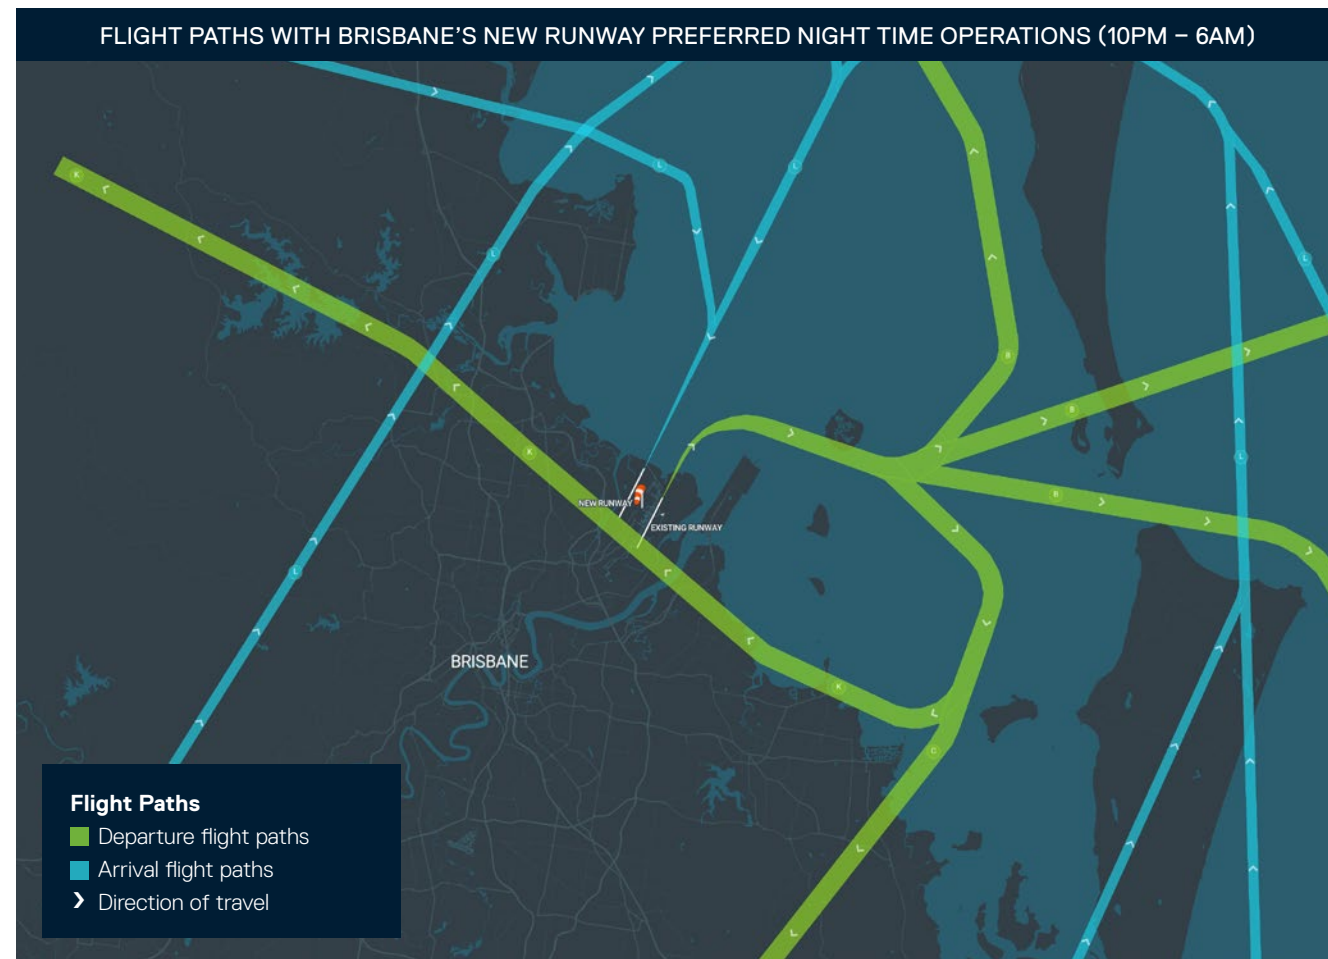 FLIGHT PATHS WITH BRISBANE'S NEW RUNWAY PREFERRED NIGHT TIME OPERATIONS (10PM – 6AM)
L
L
K
L
L
B
B
K
L
B
NEW RUNWAY
EXISTING RUNWAY
L
BRISBANE
K
C
Flight Paths
Departure flight paths
Arrival flight paths
Direction of travel